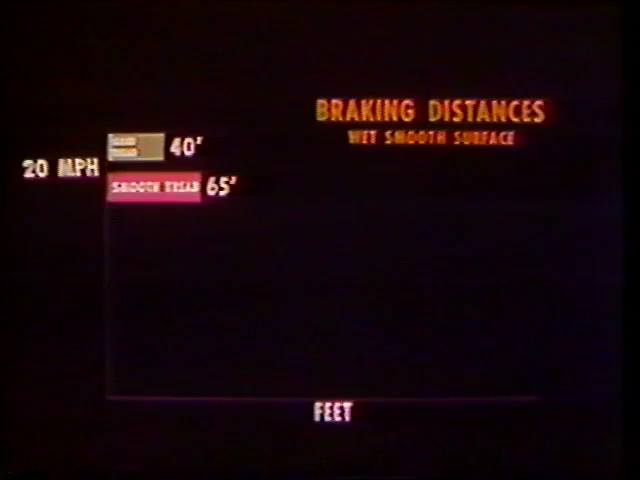 BRAKING DISTANCES
WET SMOOTH SURFACE
40'
20 MPH
SMOOTH TREAD 65'
FEET